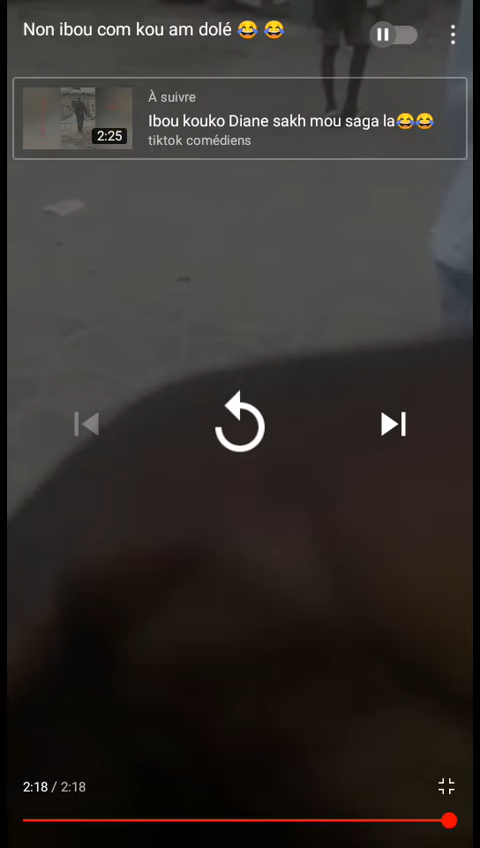 Non ibou com kou am dolé 😂 😂
À suivre
Ibou kouko Diane sakh mou saga la😂😂
2:25
tiktok comédiens
2:18 / 2:18